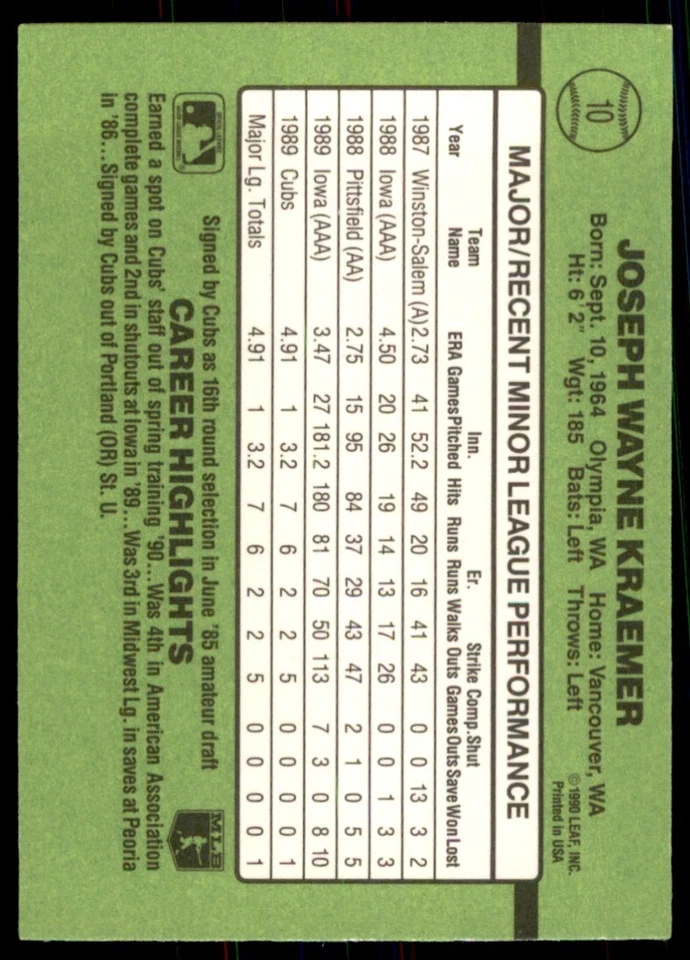 10
JOSEPH WAYNE KRAEMER
Born: Sept. 10, 1964 Olympia, WA Home: Vancouver, WA
Ht: 6'2" Wgt: 185 Bats: Left Throws: Left
©1990 LEAF, INC.
Printed in USA
MAJOR/RECENT MINOR LEAGUE PERFORMANCE
Team Inn. Er. Strike Comp. Shut
Year Name ERA Games Pitched Hits Runs Runs Walks Outs Games Outs Save Won Lost
1987 Winston-Salem (A) 2.73 41 52.2 49 20 16 41 43 0 0 13 3 2
1988 Iowa (AAA) 4.50 20 26 19 14 13 17 26 0 0 1 3 3
1988 Pittsfield (AA) 2.75 15 95 84 37 29 43 47 2 1 0 5 5
1989 Iowa (AAA) 3.47 27 181.2 180 81 70 50 113 7 3 0 8 10
1989 Cubs 4.91 1 3.2 7 6 2 2 5 0 0 0 0 1
Major Lg. Totals 4.91 1 3.2 7 6 2 2 5 0 0 0 0 1
Signed by Cubs as 16th round selection in June '85 amateur draft
CAREER HIGHLIGHTS
MLB
Earned a spot on Cubs' staff out of spring training '90...Was 4th in American Association
complete games and 2nd in shutouts at Iowa in '89...Was 3rd in Midwest Lg. in saves at Peoria
in '86...Signed by Cubs out of Portland (OR) St. U.